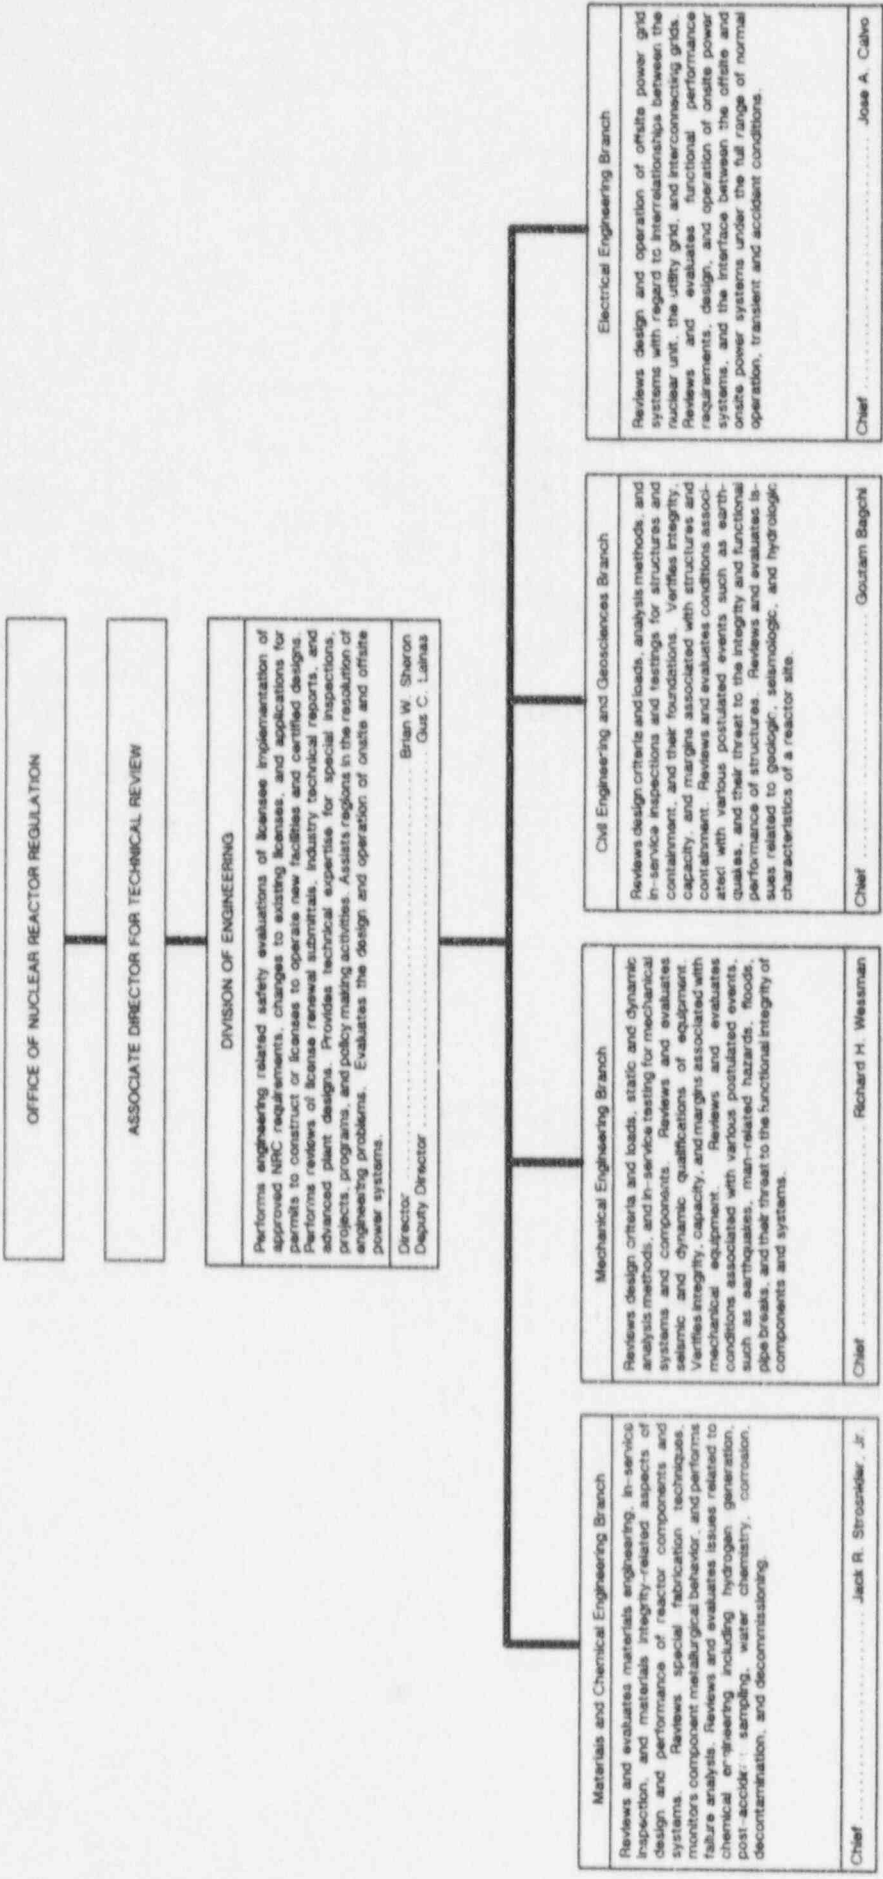 OFFICE OF NUCLEAR REACTOR REGULATION
ASSOCIATE DIRECTOR FOR TECHNICAL REVIEW
DIVISION OF ENGINEERING
Performs engineering related safety evaluations of licensee implementation of
approved NRC requirements, changes to existing licenses, and applications for
permits to construct or licenses to operate new facilities and certified designs.
Performs reviews of license renewal submittals, industry technical reports, and
advanced plant designs. Provides technical expertise for special inspections,
projects, programs, and policy making activities. Assists regions in the resolution of
engineering problems. Evaluates the design and operation of onsite and offsite
power systems.
Director .......... Brian W. Sheron
Deputy Director .......... Gus C. Lainas
Materials and Chemical Engineering Branch
Reviews and evaluates materials engineering, in-service
inspection, and materials integrity-related aspects of
design and performance of reactor components and
systems. Reviews special fabrication techniques,
monitors component metallurgical behavior, and performs
failure analysis. Reviews and evaluates issues related to
chemical engineering including hydrogen generation,
post-accident sampling, water chemistry, corrosion,
decontamination, and decommissioning.
Chief .......... Jack R. Strosnider, Jr.
Mechanical Engineering Branch
Reviews design criteria and loads, static and dynamic
analysis methods, and in-service testing for mechanical
systems and components. Reviews and evaluates
seismic and dynamic qualifications of equipment.
Verifies integrity, capacity, and margins associated with
mechanical equipment. Reviews and evaluates
conditions associated with various postulated events,
such as earthquakes, man-related hazards, floods,
pipe breaks, and their threat to the functional integrity of
components and systems.
Chief .......... Richard H. Wessman
Civil Engineering and Geosciences Branch
Reviews design criteria and loads, analysis methods, and
in-service inspections and testings for structures and
containment, and their foundations. Verifies integrity,
capacity, and margins associated with structures and
containment. Reviews and evaluates conditions associ-
ated with various postulated events such as earth-
quakes, and their threat to the integrity and functional
performance of structures. Reviews and evaluates is-
sues related to geologic, seismologic, and hydrologic
characteristics of a reactor site.
Chief .......... Goutam Bagchi
Electrical Engineering Branch
Reviews design and operation of offsite power grid
systems with regard to interrelationships between the
nuclear unit, the utility grid, and interconnecting grids.
Reviews and evaluates functional performance
requirements, design, and operation of onsite power
systems, and the interface between the offsite and
onsite power systems under the full range of normal
operation, transient and accident conditions.
Chief .......... Jose A. Calvo